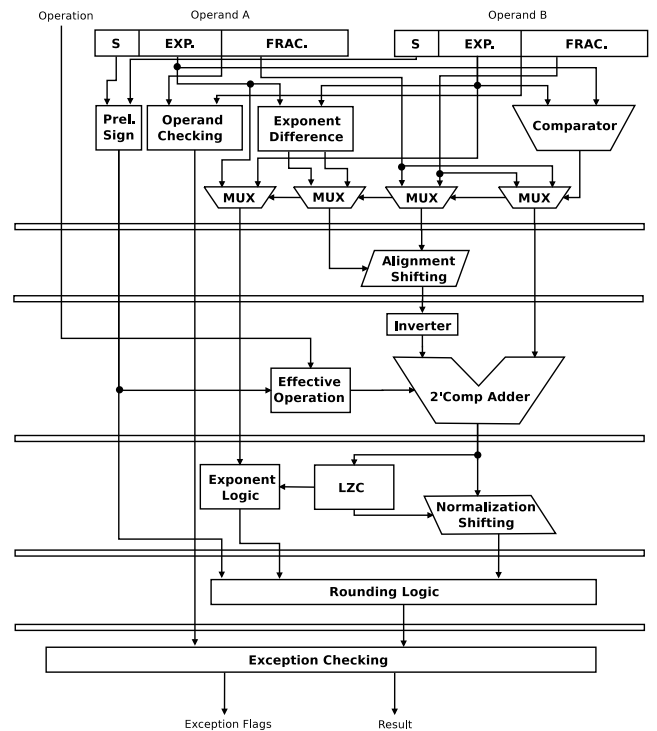 Operation
Operand A
Operand B
S
EXP.
FRAC.
S
EXP.
FRAC.
Prel.
Sign
Operand
Checking
Exponent
Difference
Comparator
MUX
MUX
MUX
MUX
Alignment
Shifting
Inverter
Effective
Operation
2'Comp Adder
Exponent
Logic
LZC
Normalization
Shifting
Rounding Logic
Exception Checking
Exception Flags
Result